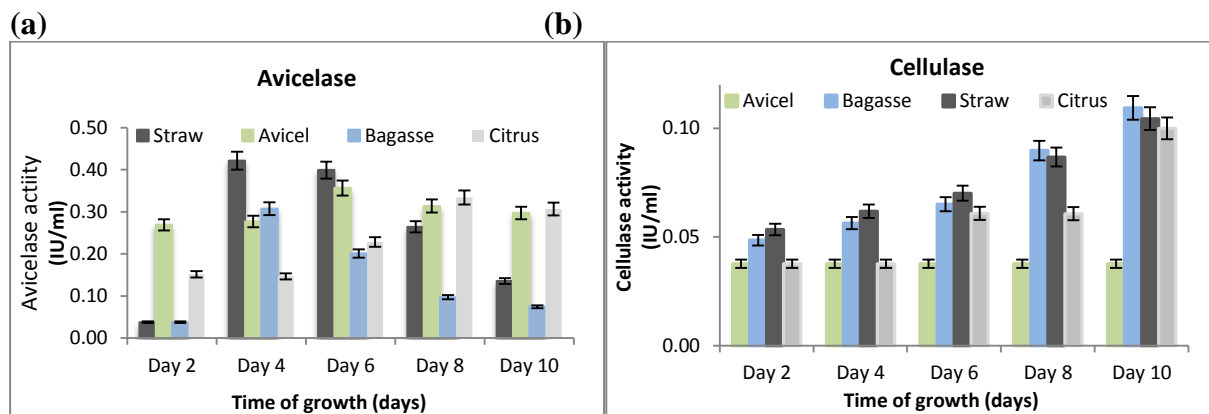 (a)
Avicelase
Straw Avicel Bagasse Citrus
0.50
0.40
0.30
0.20
0.10
0.00
Avicelase actiity
(IU/ml)
Day 2 Day 4 Day 6 Day 8 Day 10
Time of growth (days)
(b)
Cellulase
Avicel Bagasse Straw Citrus
0.10
0.05
0.00
Cellulase activity
(IU/ml)
Day 2 Day 4 Day 6 Day 8 Day 10
Time of growth (days)